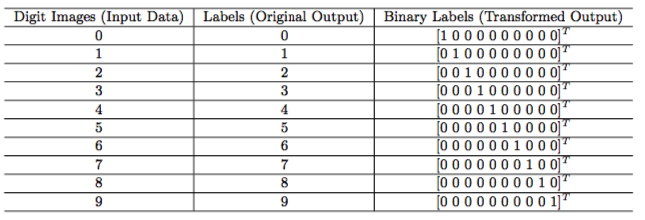 Digit Images (Input Data) Labels (Original Output) Binary Labels (Transformed Output)
0 0 [1 0 0 0 0 0 0 0 0 0]^T
1 1 [0 1 0 0 0 0 0 0 0 0]^T
2 2 [0 0 1 0 0 0 0 0 0 0]^T
3 3 [0 0 0 1 0 0 0 0 0 0]^T
4 4 [0 0 0 0 1 0 0 0 0 0]^T
5 5 [0 0 0 0 0 1 0 0 0 0]^T
6 6 [0 0 0 0 0 0 1 0 0 0]^T
7 7 [0 0 0 0 0 0 0 1 0 0]^T
8 8 [0 0 0 0 0 0 0 0 1 0]^T
9 9 [0 0 0 0 0 0 0 0 0 1]^T